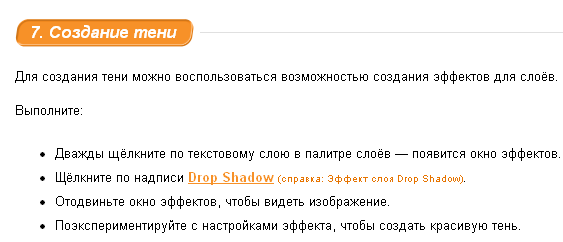 7. Создание тени
Для создания тени можно воспользоваться возможностью создания эффектов для слоёв.
Выполните:
• Дважды щёлкните по текстовому слою в палитре слоёв — появится окно эффектов.
• Щёлкните по надписи Drop Shadow (справка: Эффект слоя Drop Shadow).
• Отодвиньте окно эффектов, чтобы видеть изображение.
• Поэкспериментируйте с настройками эффекта, чтобы создать красивую тень.